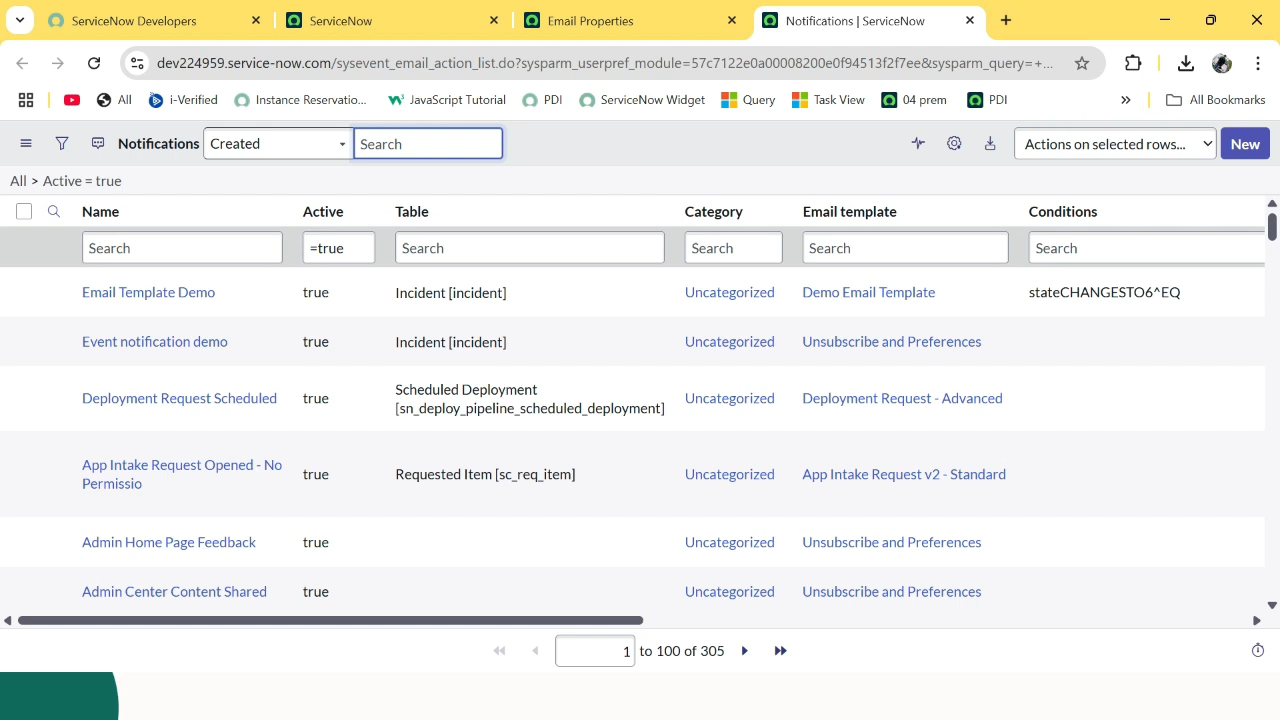 ServiceNow Developers
ServiceNow
Email Properties
Notifications | ServiceNow
dev224959.service-now.com/sysevent_email_action_list.do?sysparm_userpref_module=57c7122e0a00008200e0f94513f2f7ee&sysparm_query=+...
All
i-Verified
Instance Reservatio...
JavaScript Tutorial
PDI
ServiceNow Widget
Query
Task View
04 prem
PDI
All Bookmarks
Notifications
Created
Search
Actions on selected rows...
New
All > Active = true
Name Active Table Category Email template Conditions
Search =true Search Search Search Search
Email Template Demo true Incident [incident] Uncategorized Demo Email Template stateCHANGESTO6^EQ
Event notification demo true Incident [incident] Uncategorized Unsubscribe and Preferences
Deployment Request Scheduled true Scheduled Deployment
[sn_deploy_pipeline_scheduled_deployment] Uncategorized Deployment Request - Advanced
App Intake Request Opened - No
Permissio true Requested Item [sc_req_item] Uncategorized App Intake Request v2 - Standard
Admin Home Page Feedback true Uncategorized Unsubscribe and Preferences
Admin Center Content Shared true Uncategorized Unsubscribe and Preferences
1 to 100 of 305